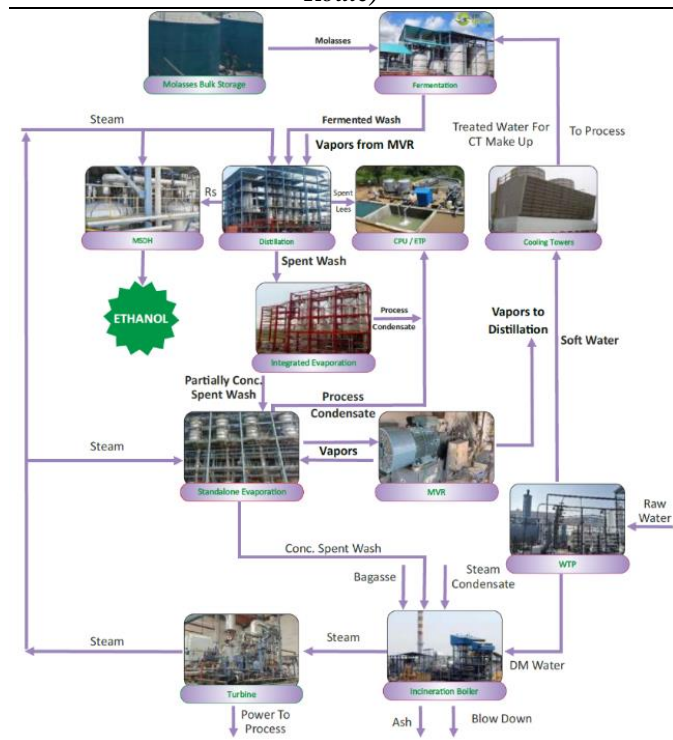 Route)
Molasses
Molasses Bulk Storage
Fermentation
Steam
Fermented Wash
Vapors from MVR
Treated Water For
CT Make Up
To Process
Rs
Spent
Lees
MSDH
Distillation
CPU / ETP
Cooling Towers
Spent Wash
ETHANOL
Process
Condensate
Vapors to
Distillation
Soft Water
Integrated Evaporation
Partially Conc.
Spent Wash
Process
Condensate
Steam
Vapors
Standalone Evaporation
MVR
Raw
Water
WTP
Conc. Spent Wash
Bagasse
Steam
Condensate
Steam
Steam
DM Water
Turbine
Incineration Boiler
Power To
Process
Ash
Blow Down